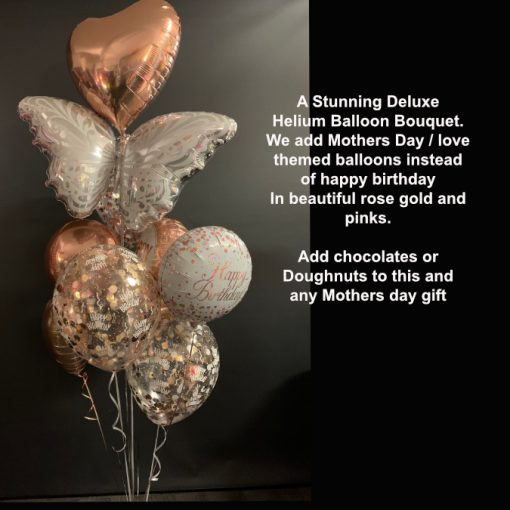 A Stunning Deluxe
Helium Balloon Bouquet.
We add Mothers Day / love
themed balloons instead
of happy birthday
In beautiful rose gold and
pinks.
Add chocolates or
Doughnuts to this and
any Mothers day gift
Happy
Birthday